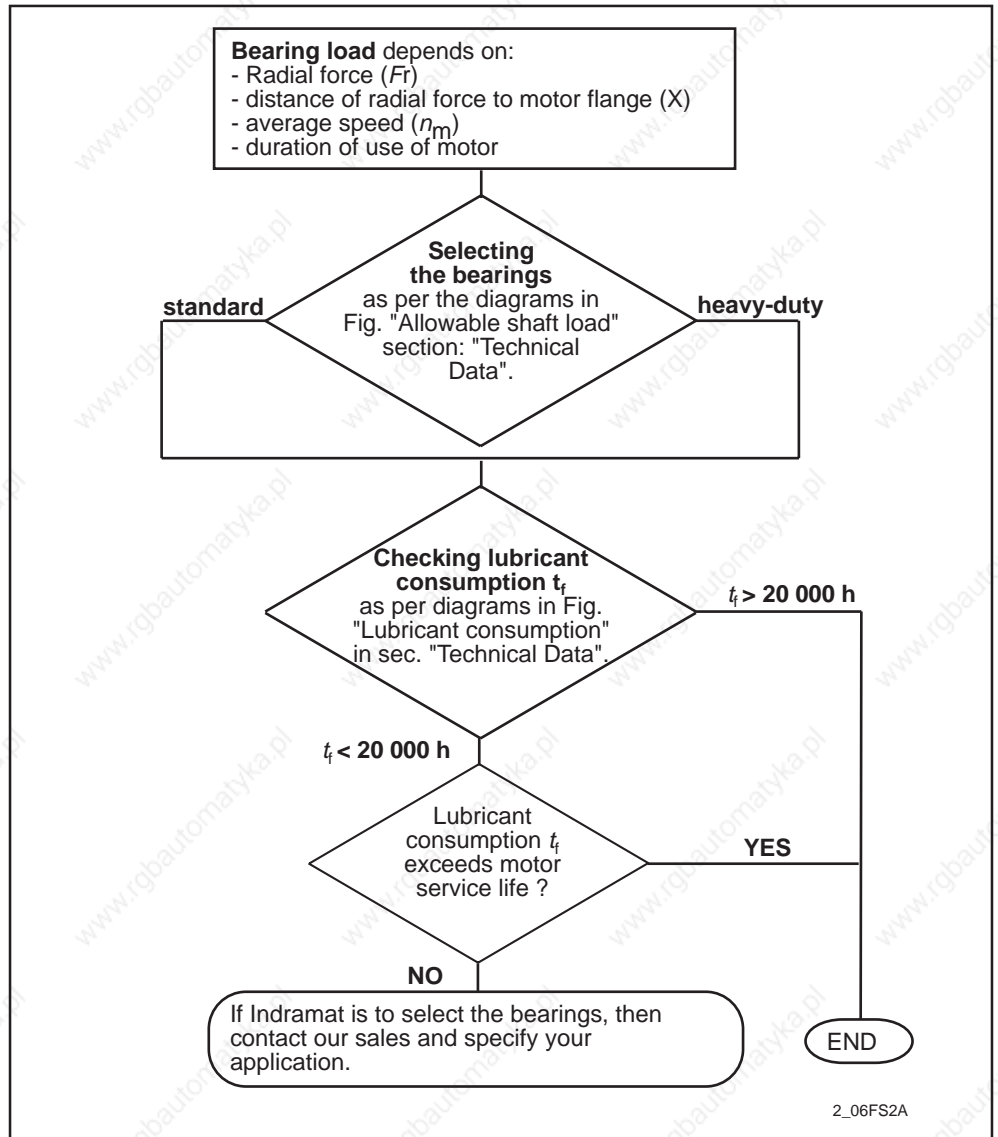 Bearing load depends on:
- Radial force (Fr)
- distance of radial force to motor flange (X)
- average speed (nm)
- duration of use of motor
Selecting
the bearings
as per the diagrams in
Fig. "Allowable shaft load"
section: "Technical
Data".
standard
heavy-duty
Checking lubricant
consumption tf
as per diagrams in Fig.
"Lubricant consumption"
in sec. "Technical Data".
tf > 20 000 h
tf < 20 000 h
Lubricant
consumption tf
exceeds motor
service life ?
YES
NO
If Indramat is to select the bearings, then
contact our sales and specify your
application.
END
2_06FS2A
www.rgbautomatyka.pl